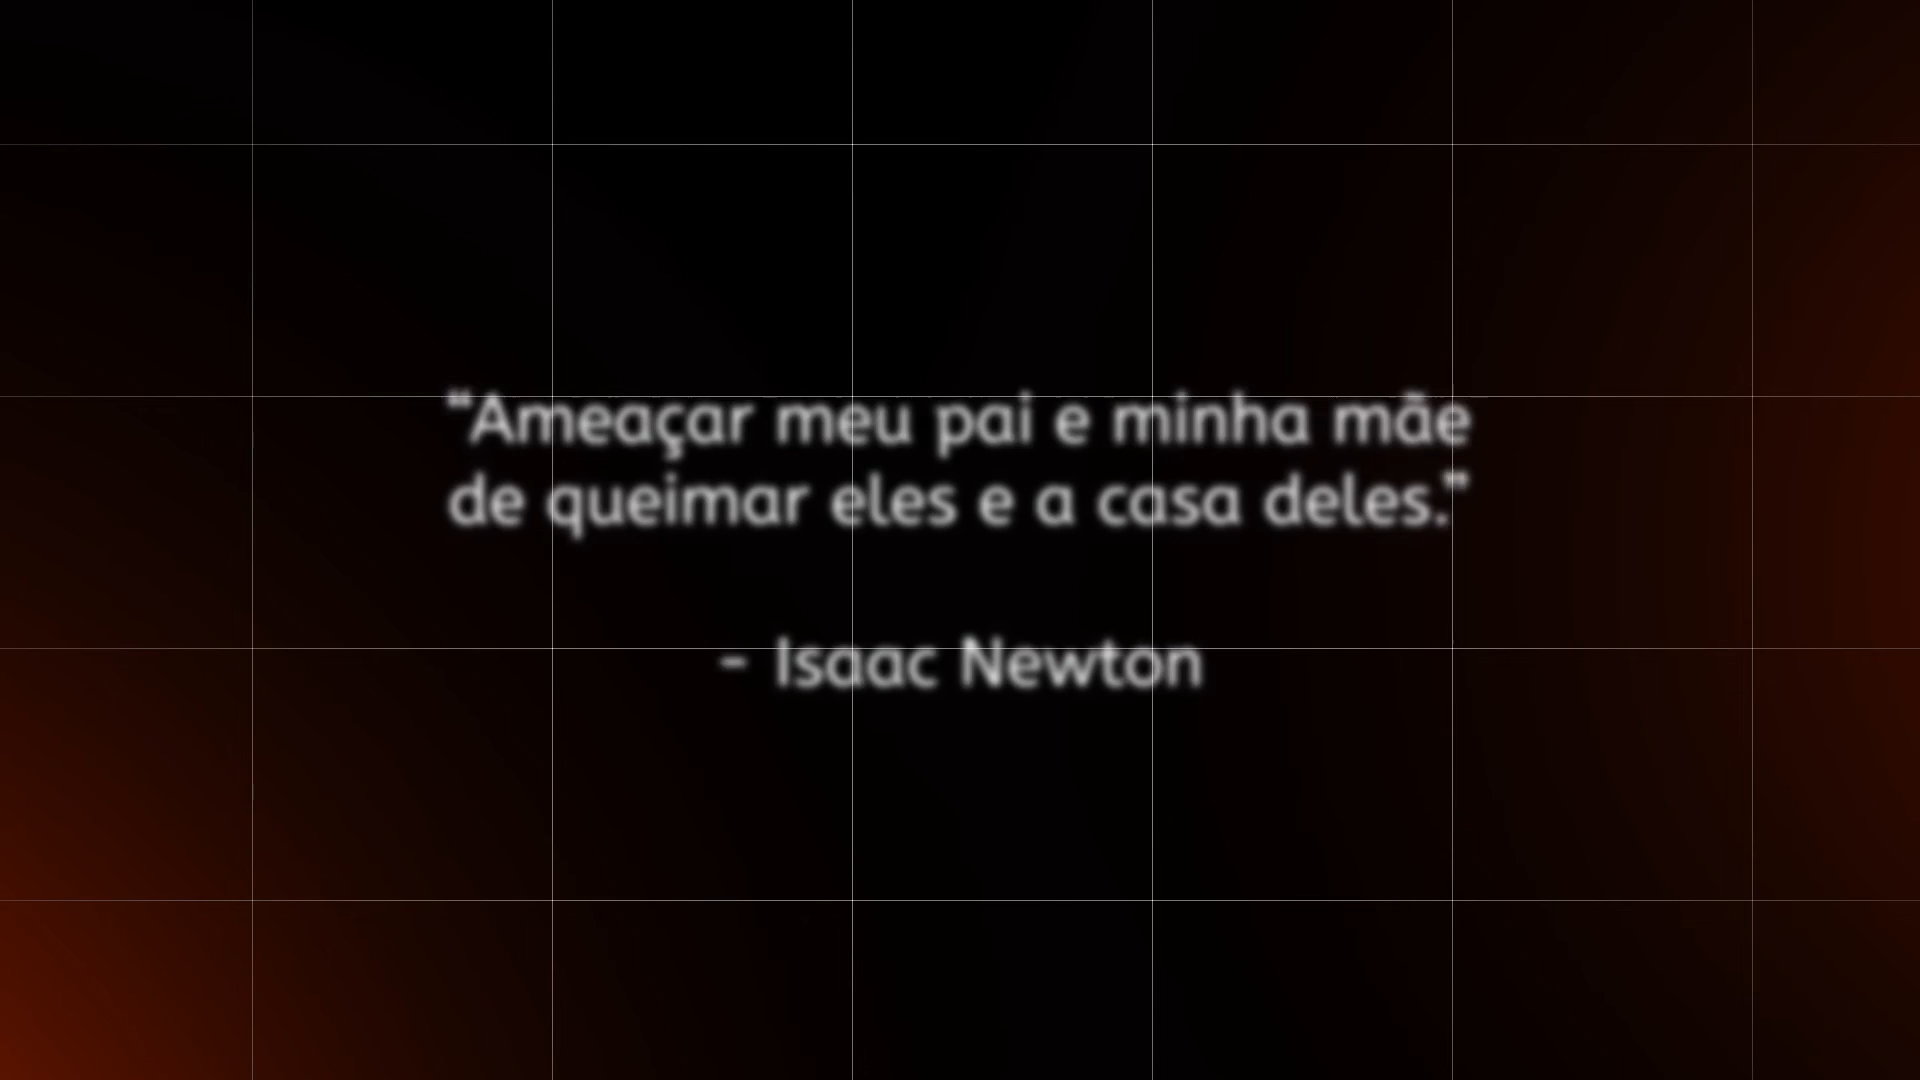 "Ameaçar meu pai e minha mãe
de queimar eles e a casa deles."
- Isaac Newton